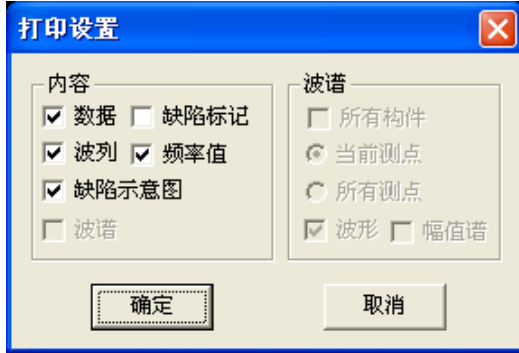 打印设置
内容
数据 缺陷标记
波列 频率值
缺陷示意图
波谱
波谱
所有构件
当前测点
所有测点
波形 幅值谱
确定 取消